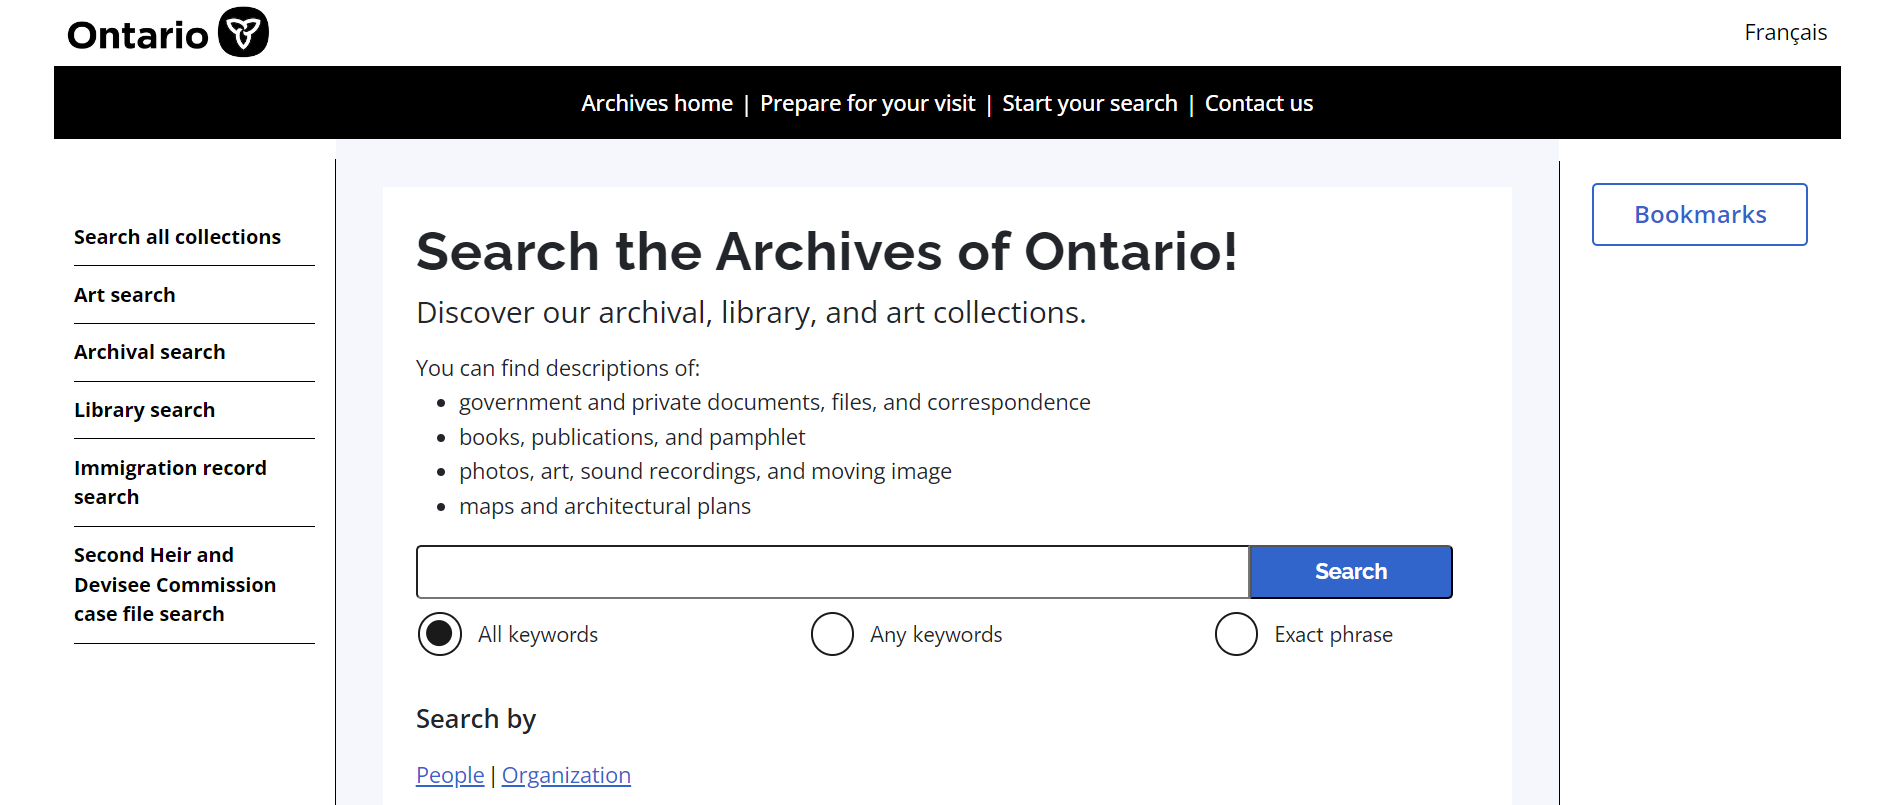 Ontario
Français
Archives home | Prepare for your visit | Start your search | Contact us
Search all collections
Art search
Archival search
Library search
Immigration record
search
Second Heir and
Devisee Commission
case file search
Search the Archives of Ontario!
Discover our archival, library, and art collections.
You can find descriptions of:
• government and private documents, files, and correspondence
• books, publications, and pamphlet
• photos, art, sound recordings, and moving image
• maps and architectural plans
Search
All keywords
Any keywords
Exact phrase
Search by
People | Organization
Bookmarks